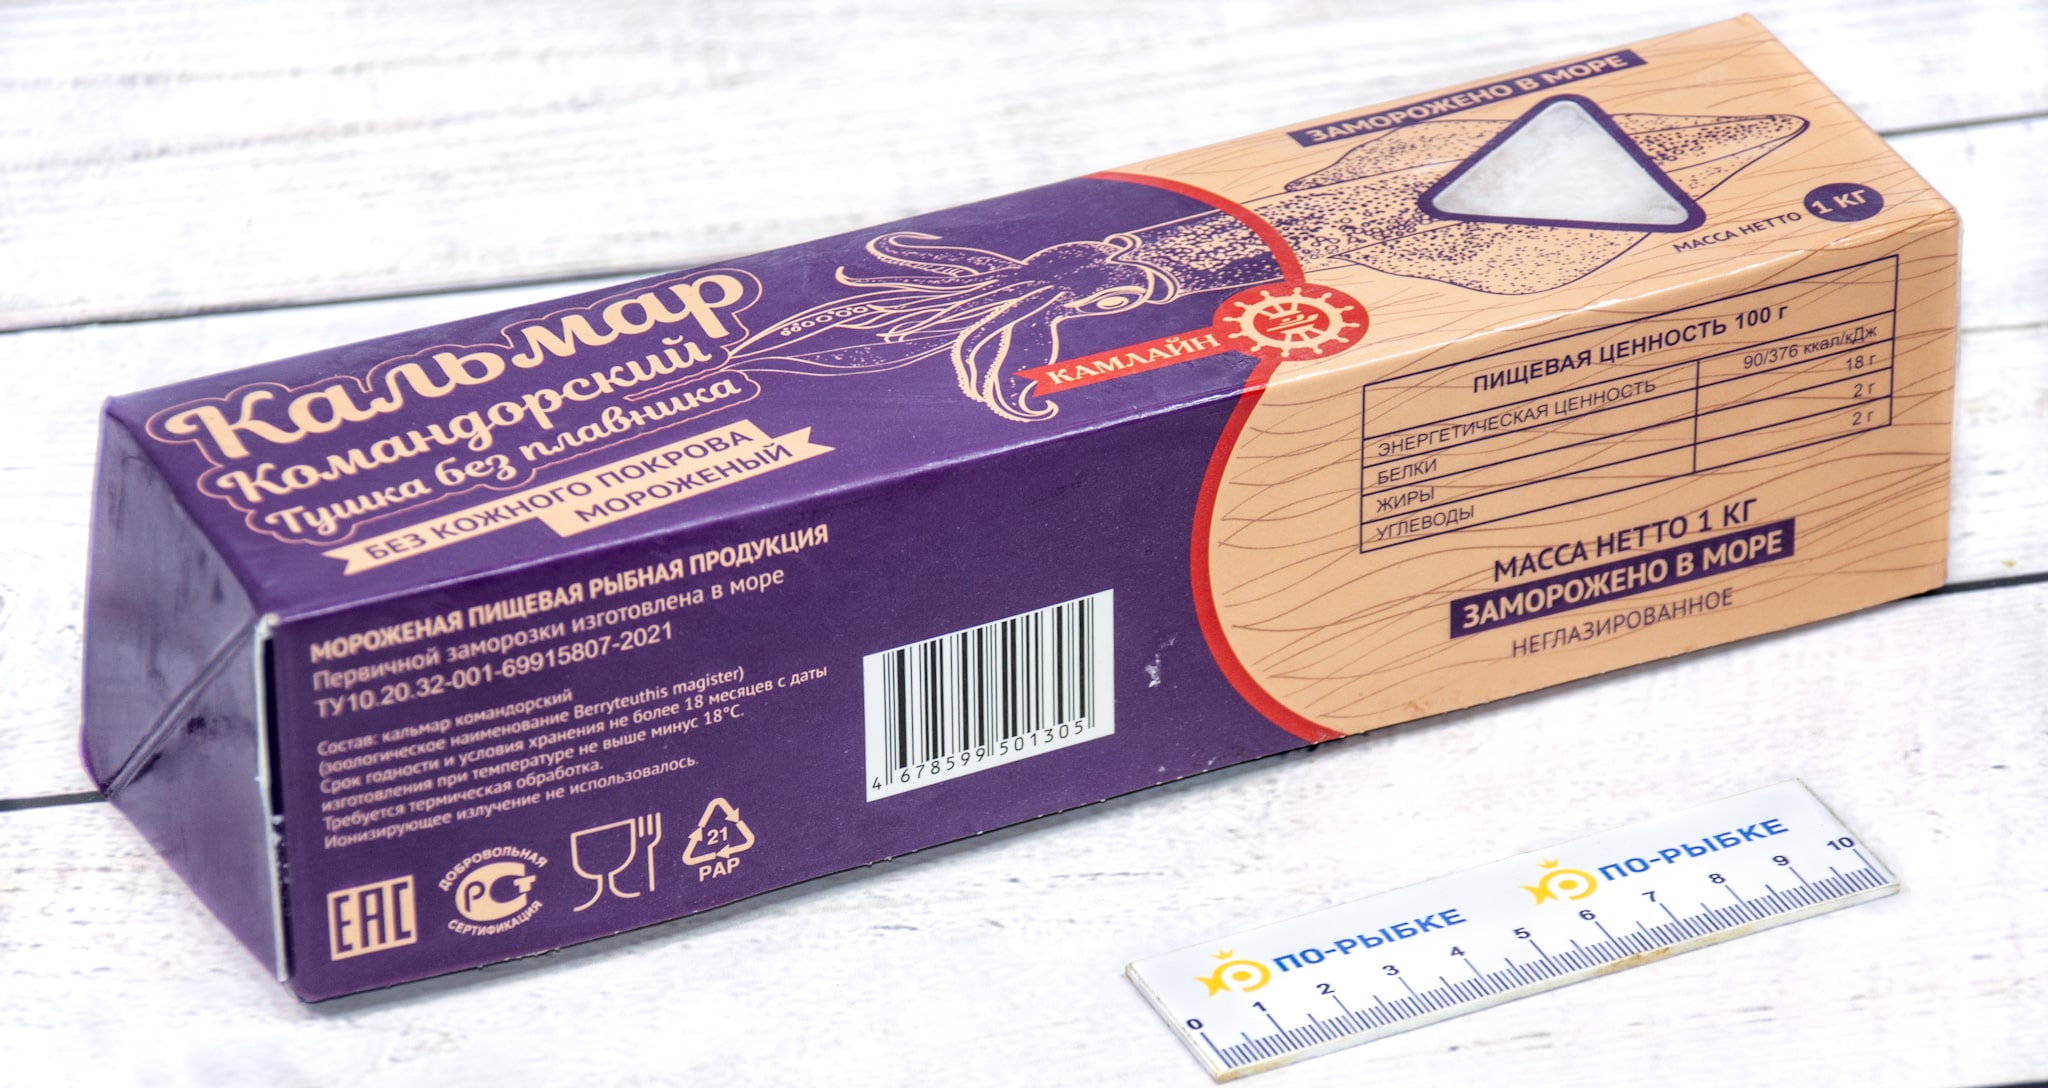 Кальмар
Командорский
Тушка без плавника
БЕЗ КОЖНОГО ПОКРОВА
МОРОЖЕНЫЙ
КАМЛАЙН
ЗАМОРОЖЕНО В МОРЕ
МАССА НЕТТО 1 КГ
МОРОЖЕНАЯ ПИЩЕВАЯ РЫБНАЯ ПРОДУКЦИЯ
Первичной заморозки изготовлена в море
ТУ10.20.32-001-69915807-2021
Состав: кальмар командорский
(зоологическое наименование Berryteuthis magister)
Срок годности и условия хранения не более 18 месяцев с даты
изготовления при температуре не выше минус 18°С.
Требуется термическая обработка.
Ионизирующее излучение не использовалось.
ЕАС
ДОБРОВОЛЬНАЯ
РСТ
СЕРТИФИКАЦИЯ
21
PAP
4 678599 501305
ПИЩЕВАЯ ЦЕННОСТЬ 100 г
ЭНЕРГЕТИЧЕСКАЯ ЦЕННОСТЬ 90/376 ккал/кДж
БЕЛКИ 18 г
ЖИРЫ 2 г
УГЛЕВОДЫ 2 г
МАССА НЕТТО 1 КГ
ЗАМОРОЖЕНО В МОРЕ
НЕГЛАЗИРОВАННОЕ
ПО-РЫБКЕ ПО-РЫБКЕ
0 1 2 3 4 5 6 7 8 9 10